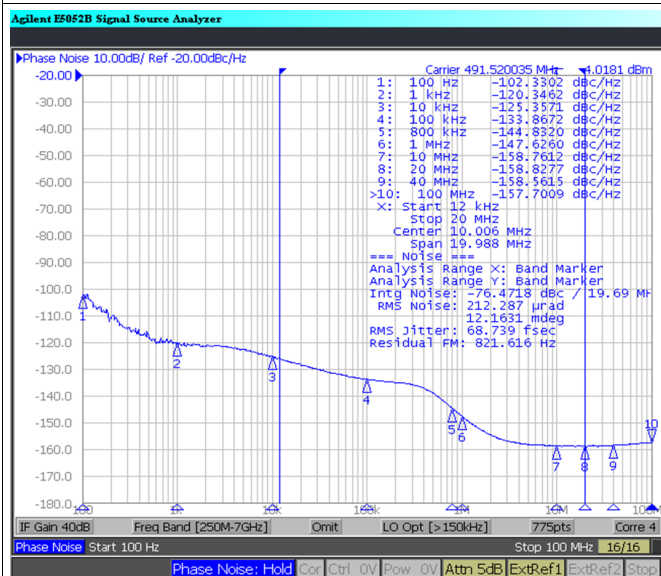 Agilent E5052B Signal Source Analyzer
▶Phase Noise 10.00dB/ Ref -20.00dBc/Hz
-20.00
Carrier 491.520035 MHz 4.0181 dBm
1: 100 Hz -102.3302 dBc/Hz
2: 1 kHz -120.3462 dBc/Hz
3: 10 kHz -125.3571 dBc/Hz
4: 100 kHz -133.8672 dBc/Hz
5: 800 kHz -144.8320 dBc/Hz
6: 1 MHz -147.6260 dBc/Hz
7: 10 MHz -158.7612 dBc/Hz
8: 20 MHz -158.8277 dBc/Hz
9: 40 MHz -158.5615 dBc/Hz
>10: 100 MHz -157.7009 dBc/Hz
X: Start 12 kHz
Stop 20 MHz
Center 10.006 MHz
Span 19.988 MHz
=== Noise ===
Analysis Range X: Band Marker
Analysis Range Y: Band Marker
Intg Noise: -76.4718 dBc / 19.69 MH
RMS Noise: 212.287 µrad
12.1631 mdeg
RMS Jitter: 68.739 fsec
Residual FM: 821.616 Hz
-30.00
-40.00
-50.00
-60.00
-70.00
-80.00
-90.00
-100.0
-110.0
-120.0
-130.0
-140.0
-150.0
-160.0
-170.0
-180.0
1
2
3
4
5
6
7
8
9
10
100 1k 10k 100k 1M 10M 100M
IF Gain 40dB Freq Band [250M-7GHz] Omit LO Opt [>150kHz] 775pts Corre 4
Phase Noise Start 100 Hz Stop 100 MHz 16/16
Phase Noise: Hold Cor Ctrl 0V Pow 0V Attn 5dB ExtRef1 ExtRef2 Stop